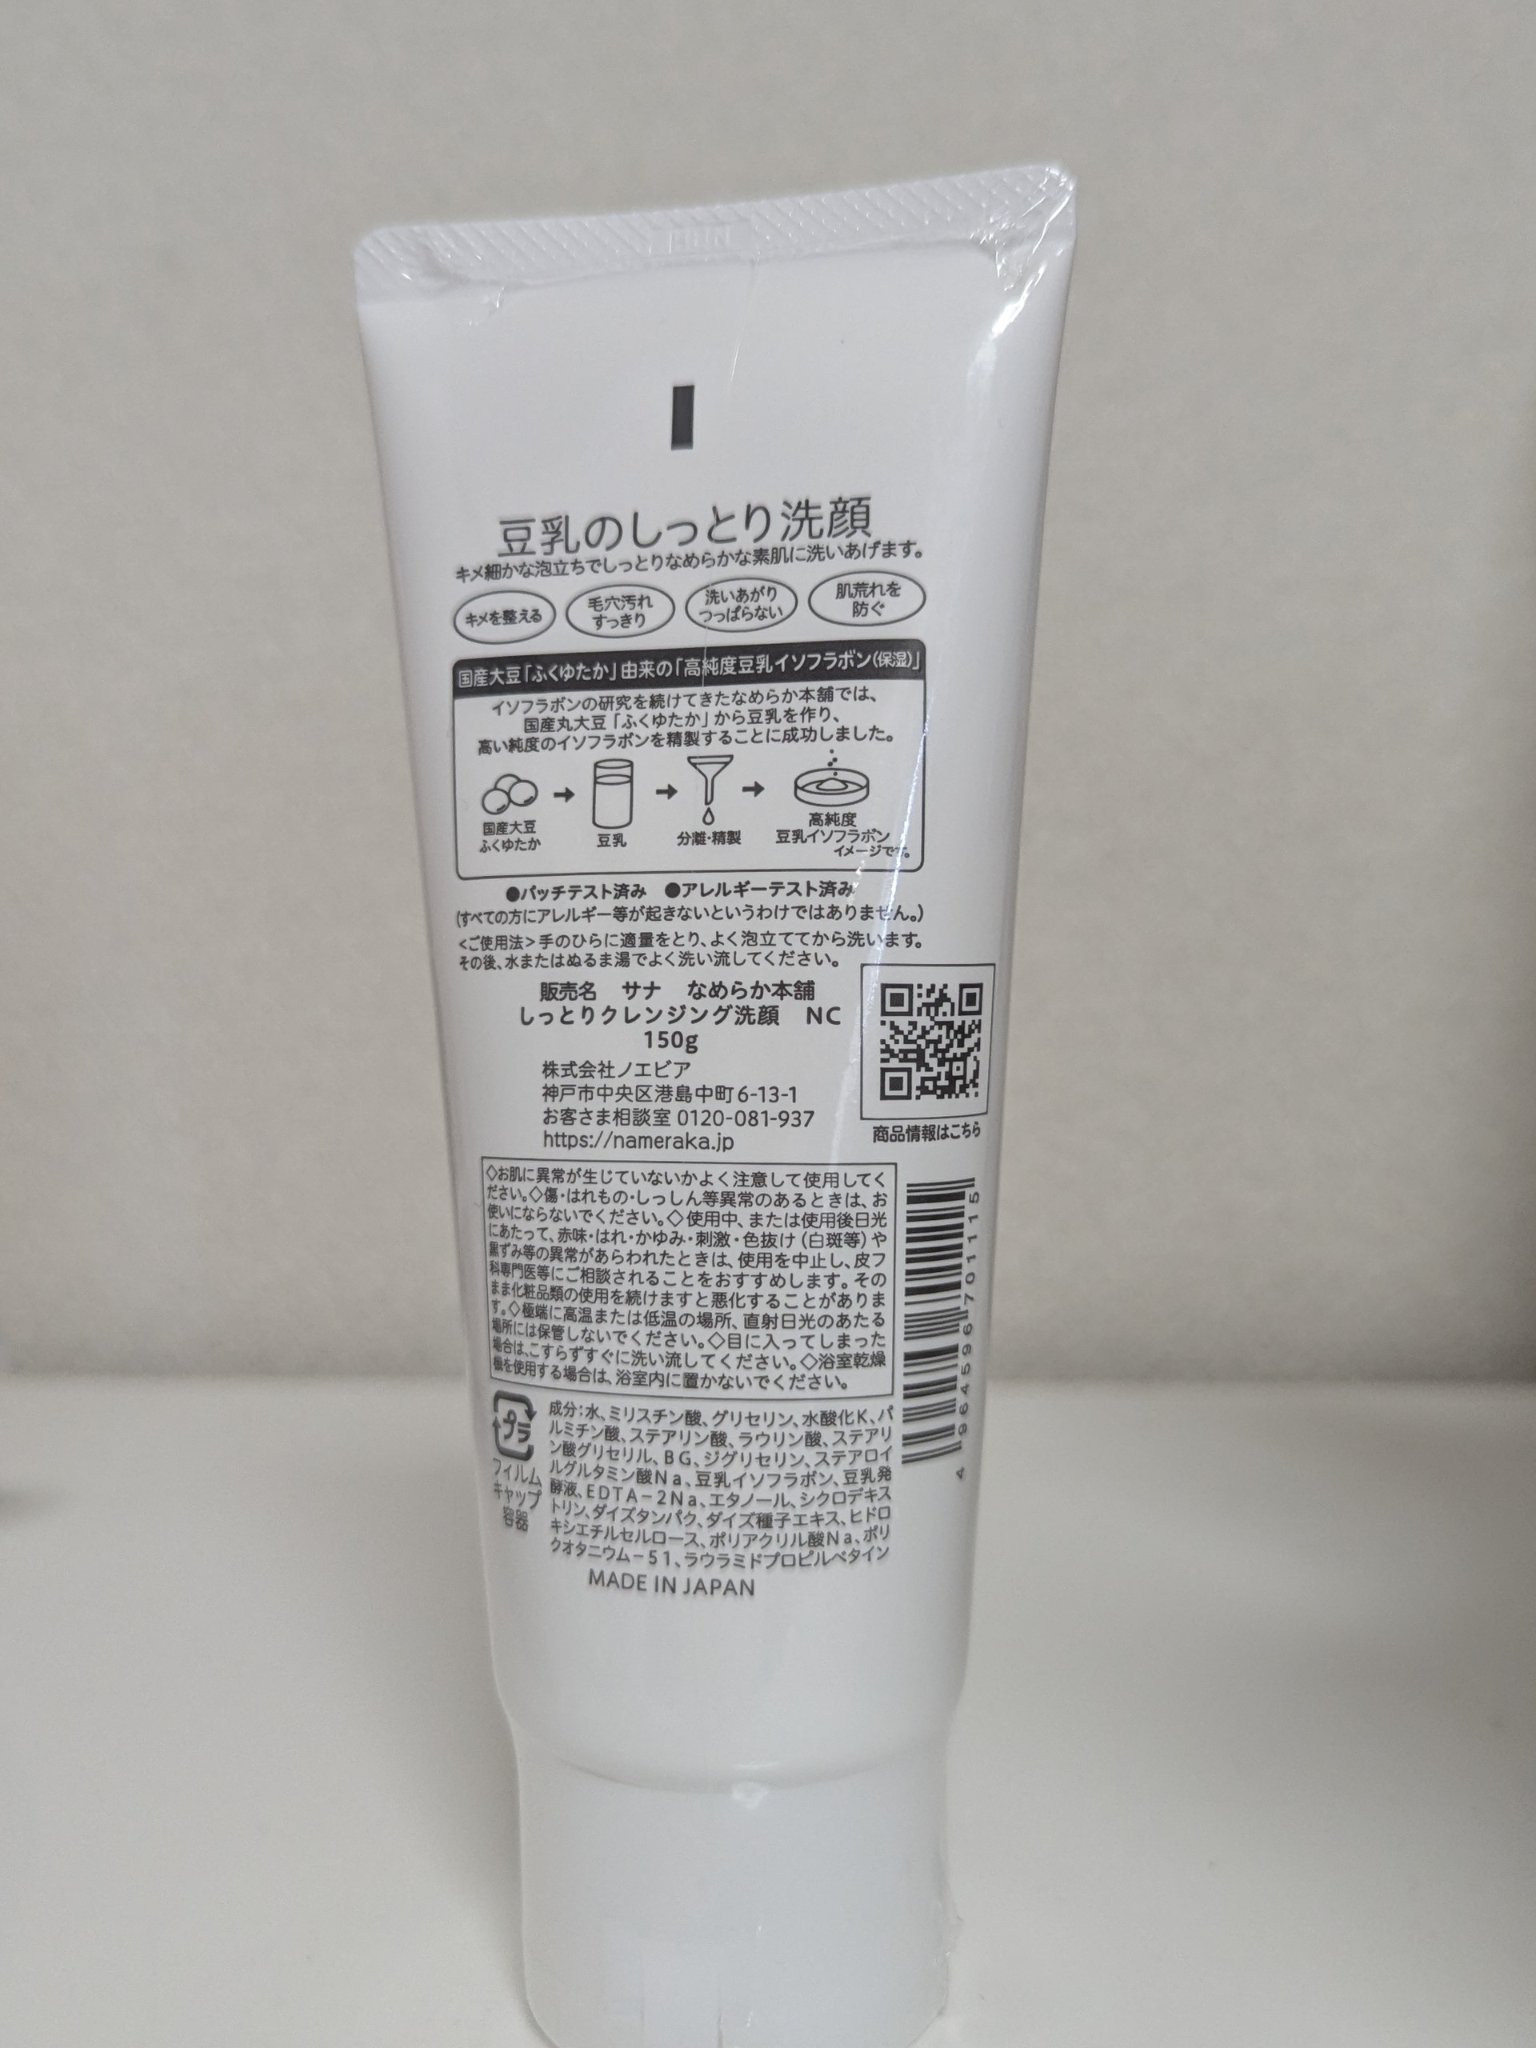 豆乳のしっとり洗顔
キメ細かな泡立ちでしっとりなめらかな素肌に洗いあげます。
キメを整える
毛穴汚れ
すっきり
洗いあがり
つっぱらない
肌荒れを
防ぐ
国産大豆「ふくゆたか」由来の「高純度豆乳イソフラボン(保湿)」
イソフラボンの研究を続けてきたなめらか本舗では、
国産丸大豆「ふくゆたか」から豆乳を作り、
高い純度のイソフラボンを精製することに成功しました。
国産大豆
ふくゆたか
豆乳
分離・精製
高純度
豆乳イソフラボン
イメージです。
●パッチテスト済み ●アレルギーテスト済み
(すべての方にアレルギー等が起きないというわけではありません。)
<ご使用法>手のひらに適量をとり、よく泡立ててから洗います。
その後、水またはぬるま湯でよく洗い流してください。
販売名 サナ なめらか本舗
しっとりクレンジング洗顔 NC
150g
株式会社ノエビア
神戸市中央区港島中町6-13-1
お客さま相談室 0120-081-937
https://nameraka.jp
商品情報はこちら
◇お肌に異常が生じていないかよく注意して使用してく
ださい。◇傷・はれもの・しっしん等異常のあるときは、お
使いにならないでください。◇使用中、または使用後日光
にあたって、赤味・はれ・かゆみ・刺激・色抜け(白斑等)や
黒ずみ等の異常があらわれたときは、使用を中止し、皮フ
科専門医等にご相談されることをおすすめします。その
まま化粧品類の使用を続けますと悪化することがありま
す。◇極端に高温または低温の場所、直射日光のあたる
場所には保管しないでください。◇目に入ってしまった
場合は、こすらずすぐに洗い流してください。◇浴室乾燥
機を使用する場合は、浴室内に置かないでください。
4 964596 701115
プラ
フィルム
キャップ
容器
成分:水、ミリスチン酸、グリセリン、水酸化K、パ
ルミチン酸、ステアリン酸、ラウリン酸、ステアリ
ン酸グリセリル、BG、ジグリセリン、ステアロイ
ルグルタミン酸Na、豆乳イソフラボン、豆乳発
酵液、EDTA-2Na、エタノール、シクロデキス
トリン、ダイズタンパク、ダイズ種子エキス、ヒドロ
キシエチルセルロース、ポリアクリル酸Na、ポリ
クオタニウム-51、ラウラミドプロピルベタイン
MADE IN JAPAN